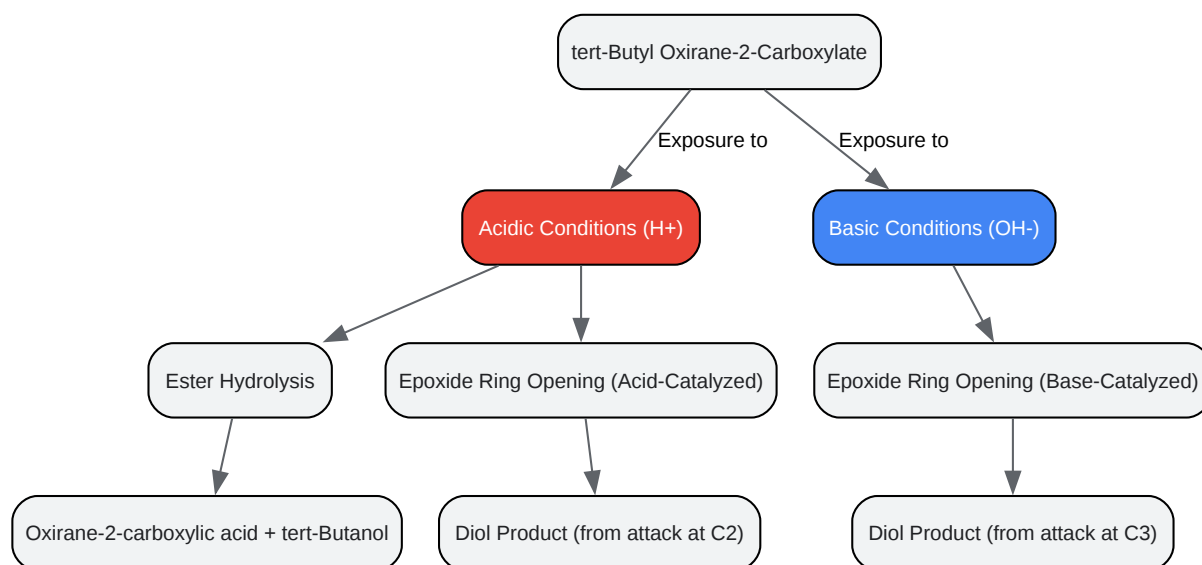 tert-Butyl Oxirane-2-Carboxylate
Exposure to
Exposure to
Acidic Conditions (H+)
Basic Conditions (OH-)
Ester Hydrolysis
Epoxide Ring Opening (Acid-Catalyzed)
Epoxide Ring Opening (Base-Catalyzed)
Oxirane-2-carboxylic acid + tert-Butanol
Diol Product (from attack at C2)
Diol Product (from attack at C3)